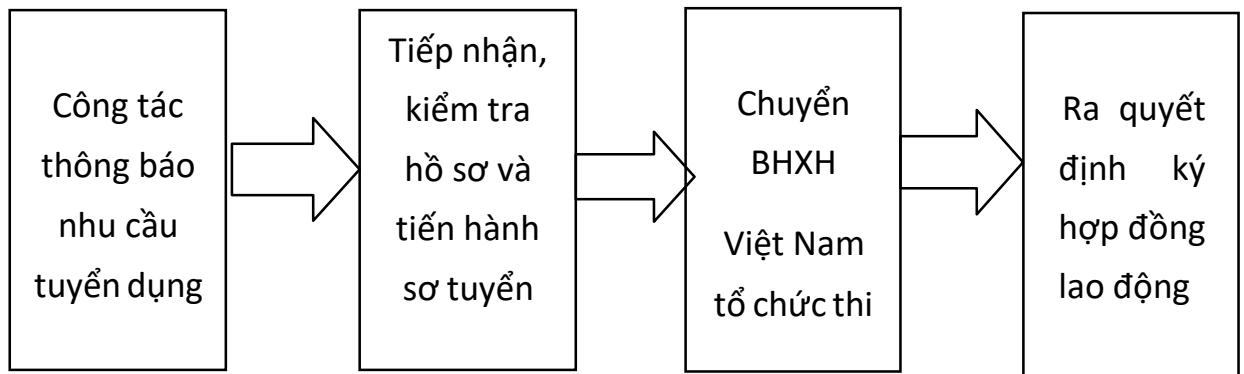 Công tác
thông báo
nhu cầu
tuyển dụng
Tiếp nhận,
kiểm tra
hồ sơ và
tiến hành
sơ tuyển
Chuyển
BHXH
Việt Nam
tổ chức thi
Ra quyết
định ký
hợp đồng
lao động